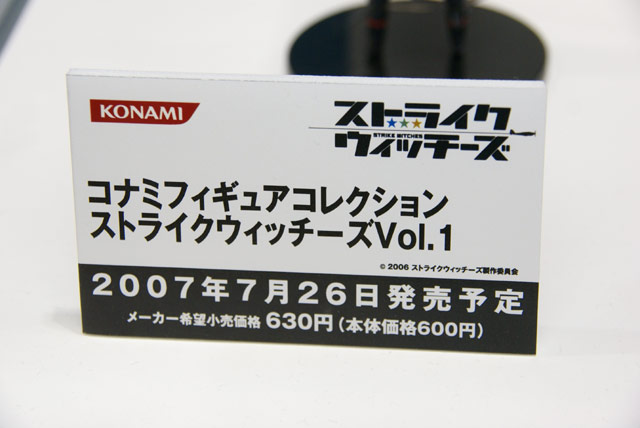 KONAMI
ストライク
STRIKE WITCHES
ウィッチーズ
コナミフィギュアコレクション
ストライクウィッチーズVol.1
© 2006 ストライクウィッチーズ製作委員会
2007年7月26日発売予定
メーカー希望小売価格 630円(本体価格600円)